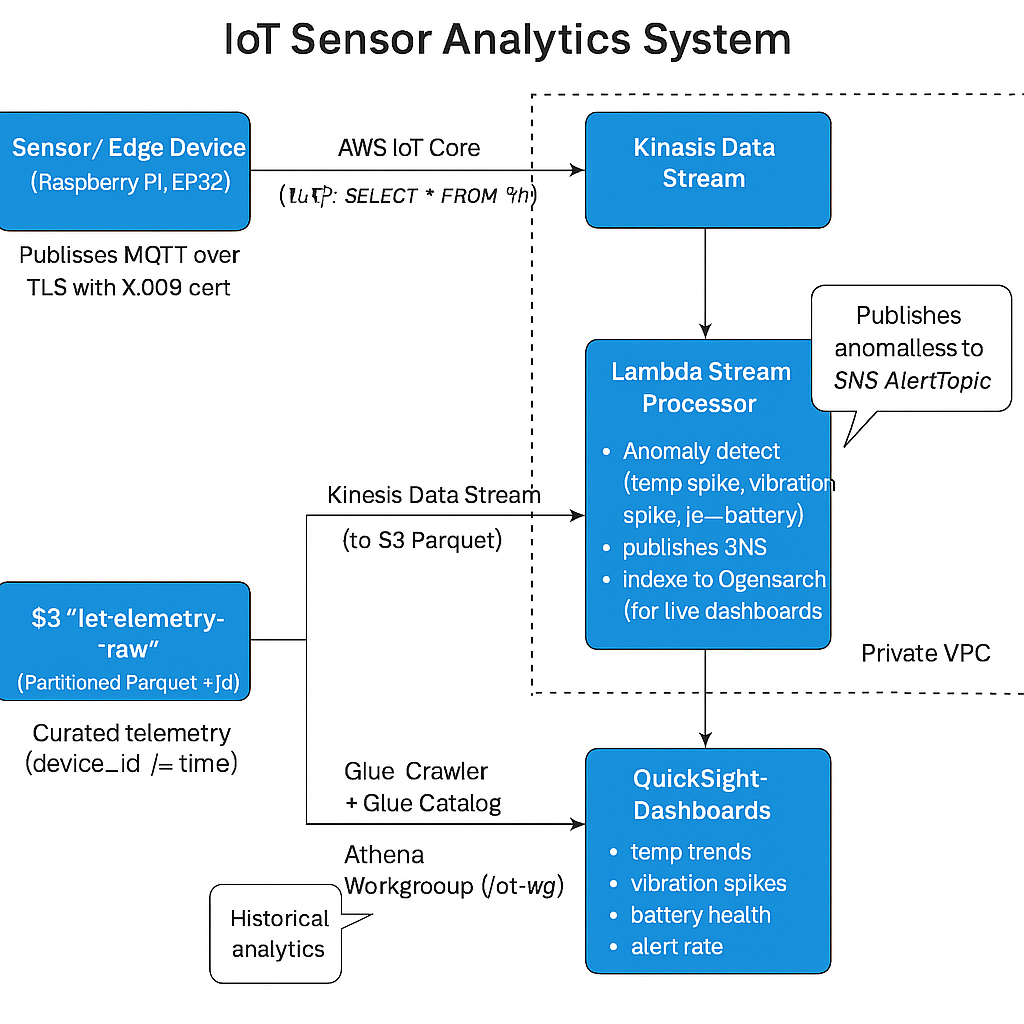 IoT Sensor Analytics System
Sensor/ Edge Device
(Raspberry PI, EP32)
Publisses MQTT over
TLS with X.009 cert
AWS IoT Core
SELECT * FROM
Kinasis Data
Stream
Publishes
anomalless to
SNS AlertTopic
Lambda Stream
Processor
• Anomaly detect
(temp spike, vibration
spike, je—battery)
• publishes 3NS
• indexe to Ogensarch
(for live dashboards
Kinesis Data Stream
(to S3 Parquet)
$3 “let-elemetry-
-raw”
(Partitioned Parquet
Curated telemetry
(device_id /= time)
Private VPC
Glue Crawler
+ Glue Catalog
Athena
Workgrooup (/ot-wg)
Historical
analytics
QuickSight-
Dashboards
• temp trends
• vibration spikes
• battery health
• alert rate